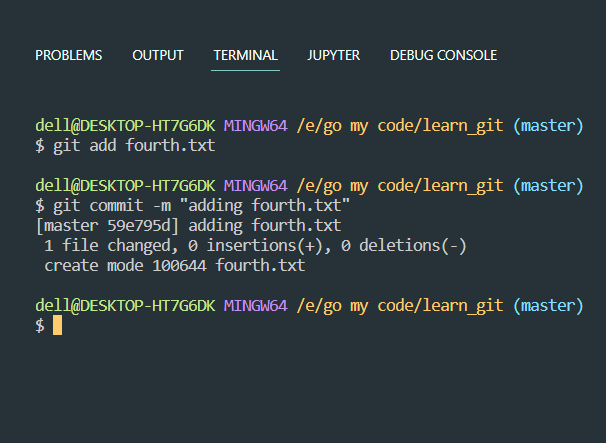 PROBLEMS OUTPUT TERMINAL JUPYTER DEBUG CONSOLE
dell@DESKTOP-HT7G6DK MINGW64 /e/go my code/learn_git (master)
$ git add fourth.txt
dell@DESKTOP-HT7G6DK MINGW64 /e/go my code/learn_git (master)
$ git commit -m "adding fourth.txt"
[master 59e795d] adding fourth.txt
1 file changed, 0 insertions(+), 0 deletions(-)
create mode 100644 fourth.txt
dell@DESKTOP-HT7G6DK MINGW64 /e/go my code/learn_git (master)
$